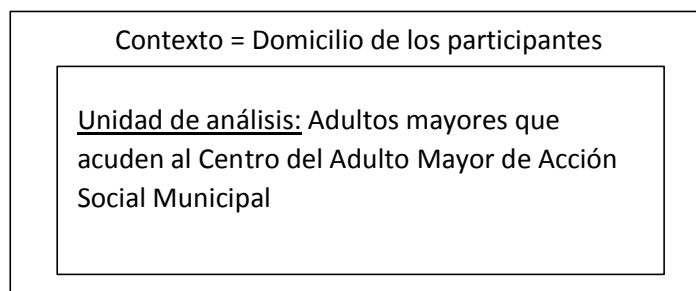 Contexto = Domicilio de los participantes
Unidad de análisis: Adultos mayores que
acuden al Centro del Adulto Mayor de Acción
Social Municipal